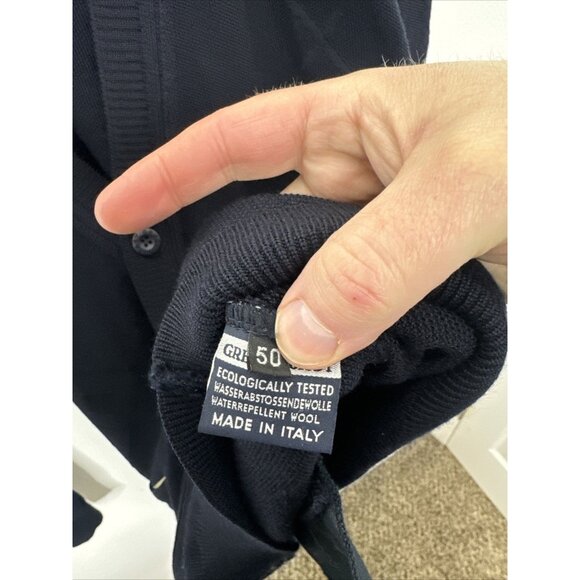 50
ECOLOGICALLY TESTED
WASSERABSTOSSENDEWOLLE
WATERREPELLENT WOOL
MADE IN ITALY